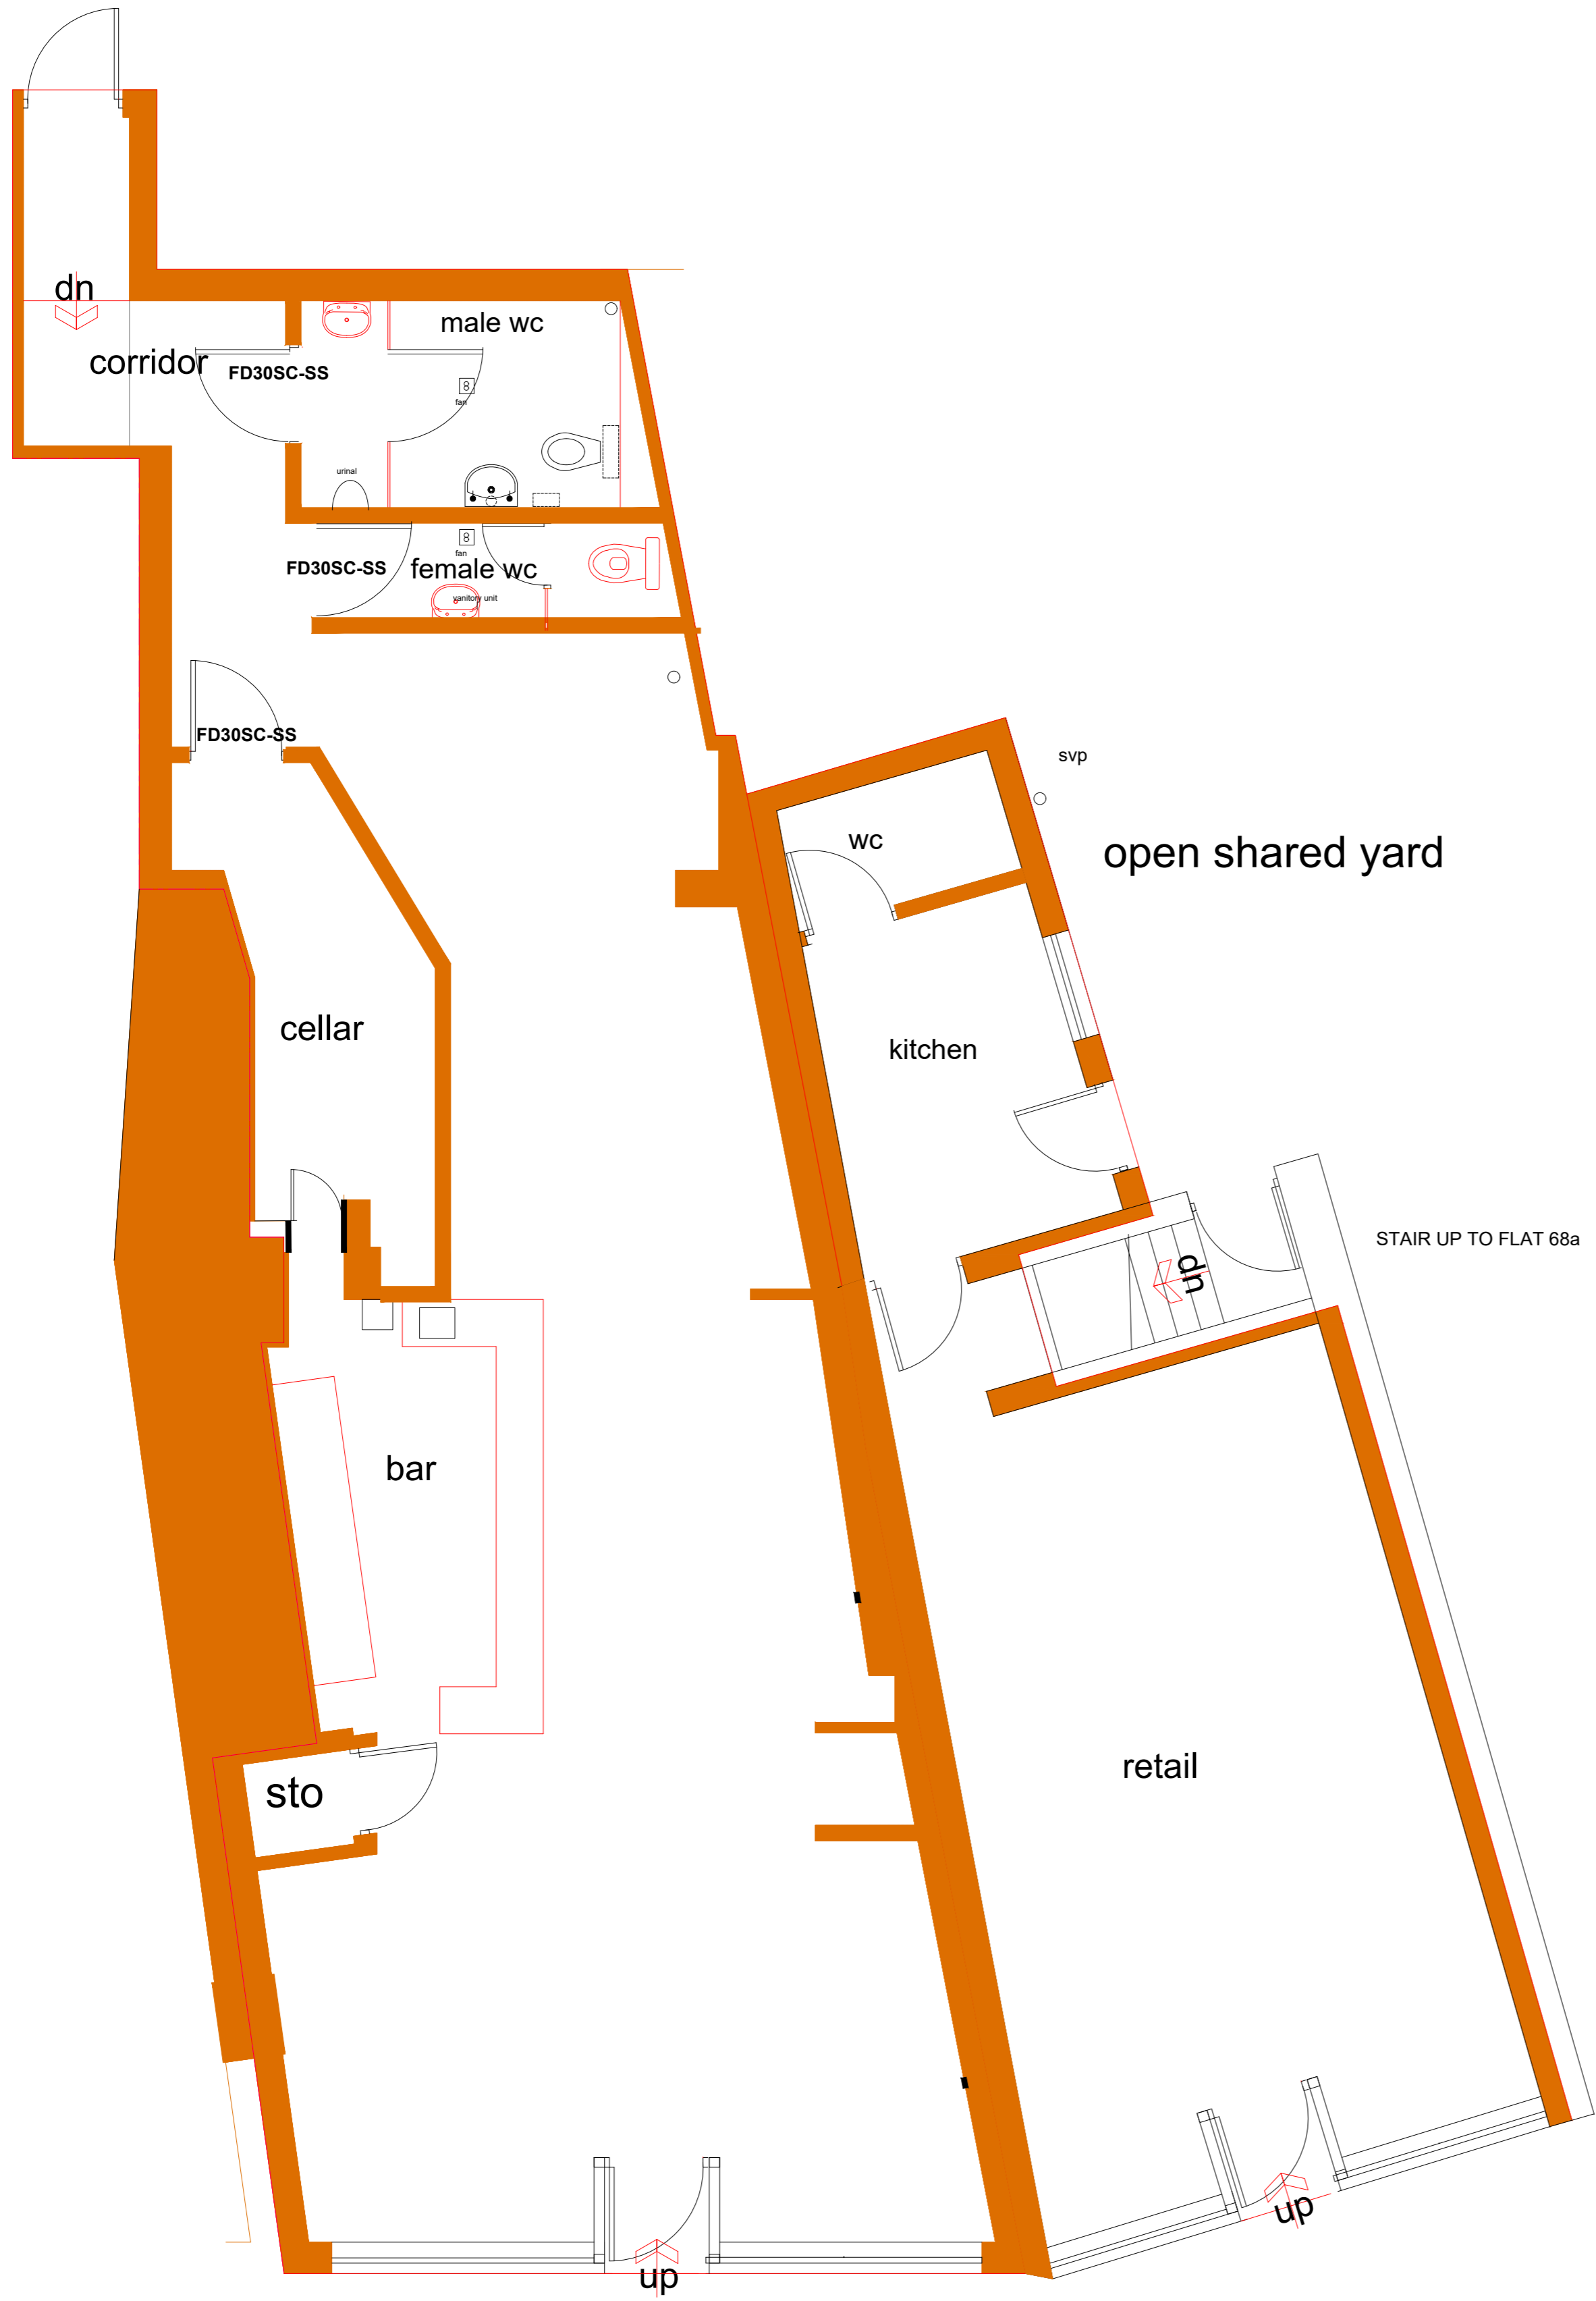 dn
male wc
corridor
FD30SC-SS
fan
urinal
fan
FD30SC-SS
female wc
vanitory unit
FD30SC-SS
svp
wc
open shared yard
cellar
kitchen
STAIR UP TO FLAT 68a
dn
bar
retail
sto
up
up